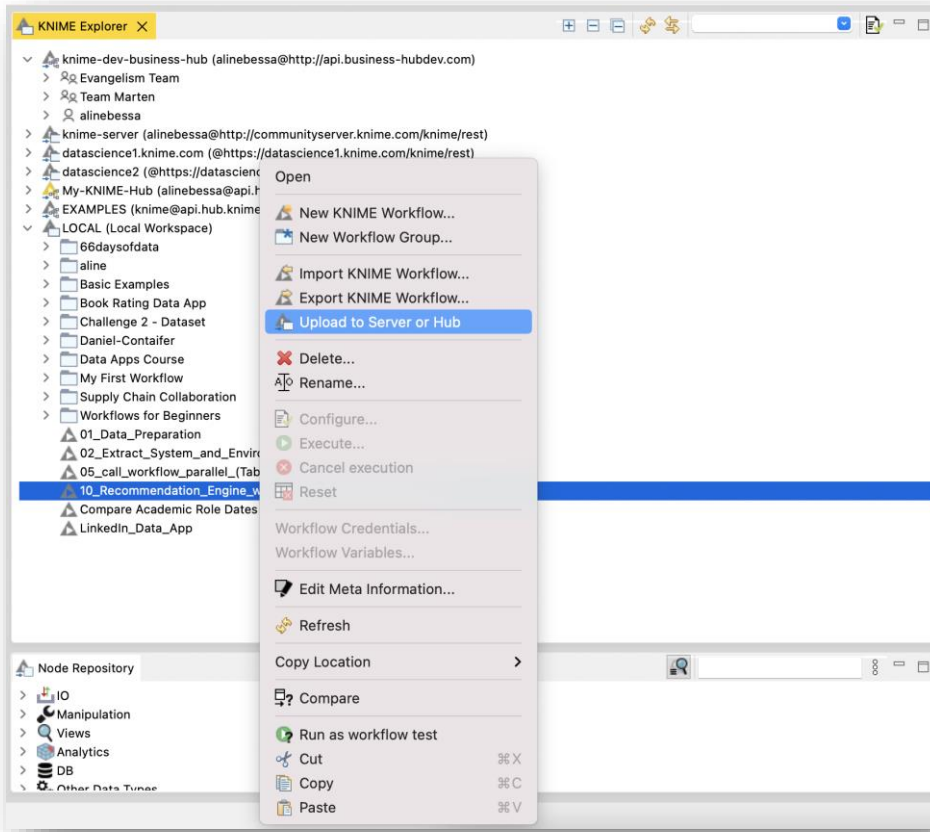 KNIME Explorer
knime-dev-business-hub (alinebessa@http://api.business-hubdev.com)
Evangelism Team
Team Marten
alinebessa
knime-server (alinebessa@http://communityserver.knime.com/knime/rest)
datascience1.knime.com (@https://datascience1.knime.com/knime/rest)
datascience2 (@https://datascienc
My-KNIME-Hub (alinebessa@api.h
EXAMPLES (knime@api.hub.knime
LOCAL (Local Workspace)
66daysofdata
aline
Basic Examples
Book Rating Data App
Challenge 2 - Dataset
Daniel-Contaifer
Data Apps Course
My First Workflow
Supply Chain Collaboration
Workflows for Beginners
01_Data_Preparation
02_Extract_System_and_Enviro
05_call_workflow_parallel_(Tab
10_Recommendation_Engine_w
Compare Academic Role Dates
LinkedIn_Data_App
Open
New KNIME Workflow...
New Workflow Group...
Import KNIME Workflow...
Export KNIME Workflow...
Upload to Server or Hub
Delete...
Rename...
Configure...
Execute...
Cancel execution
Reset
Workflow Credentials...
Workflow Variables...
Edit Meta Information...
Refresh
Copy Location
Compare
Run as workflow test
Cut ⌘X
Copy ⌘C
Paste ⌘V
Node Repository
IO
Manipulation
Views
Analytics
DB
Other Data Types